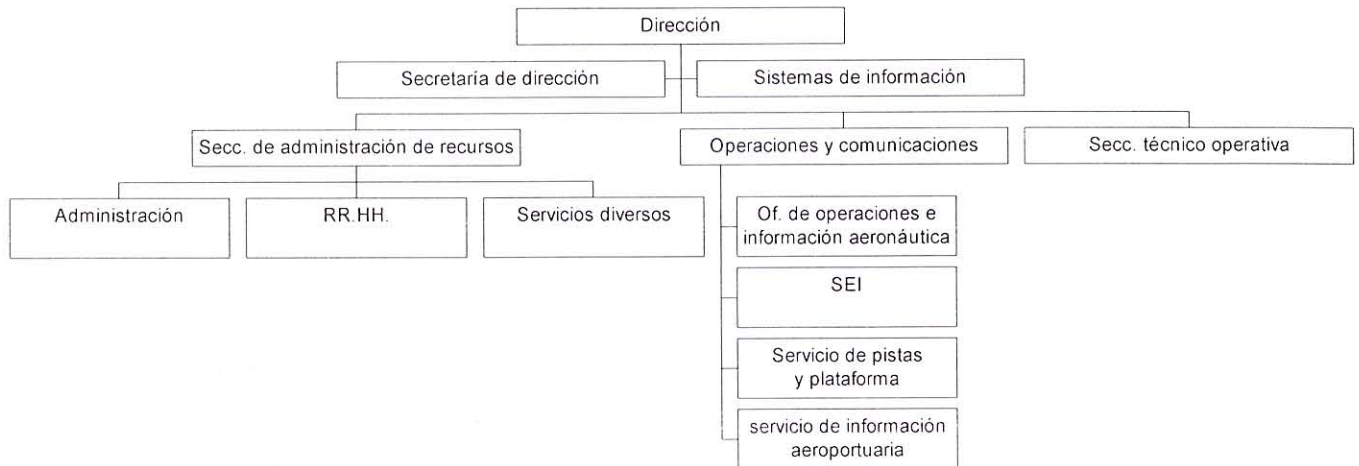 Dirección
Secretaría de dirección
Sistemas de información
Secc. de administración de recursos
Operaciones y comunicaciones
Secc. técnico operativa
Administración
RR.HH.
Servicios diversos
Of. de operaciones e
información aeronáutica
SEI
Servicio de pistas
y plataforma
servicio de información
aeroportuaria